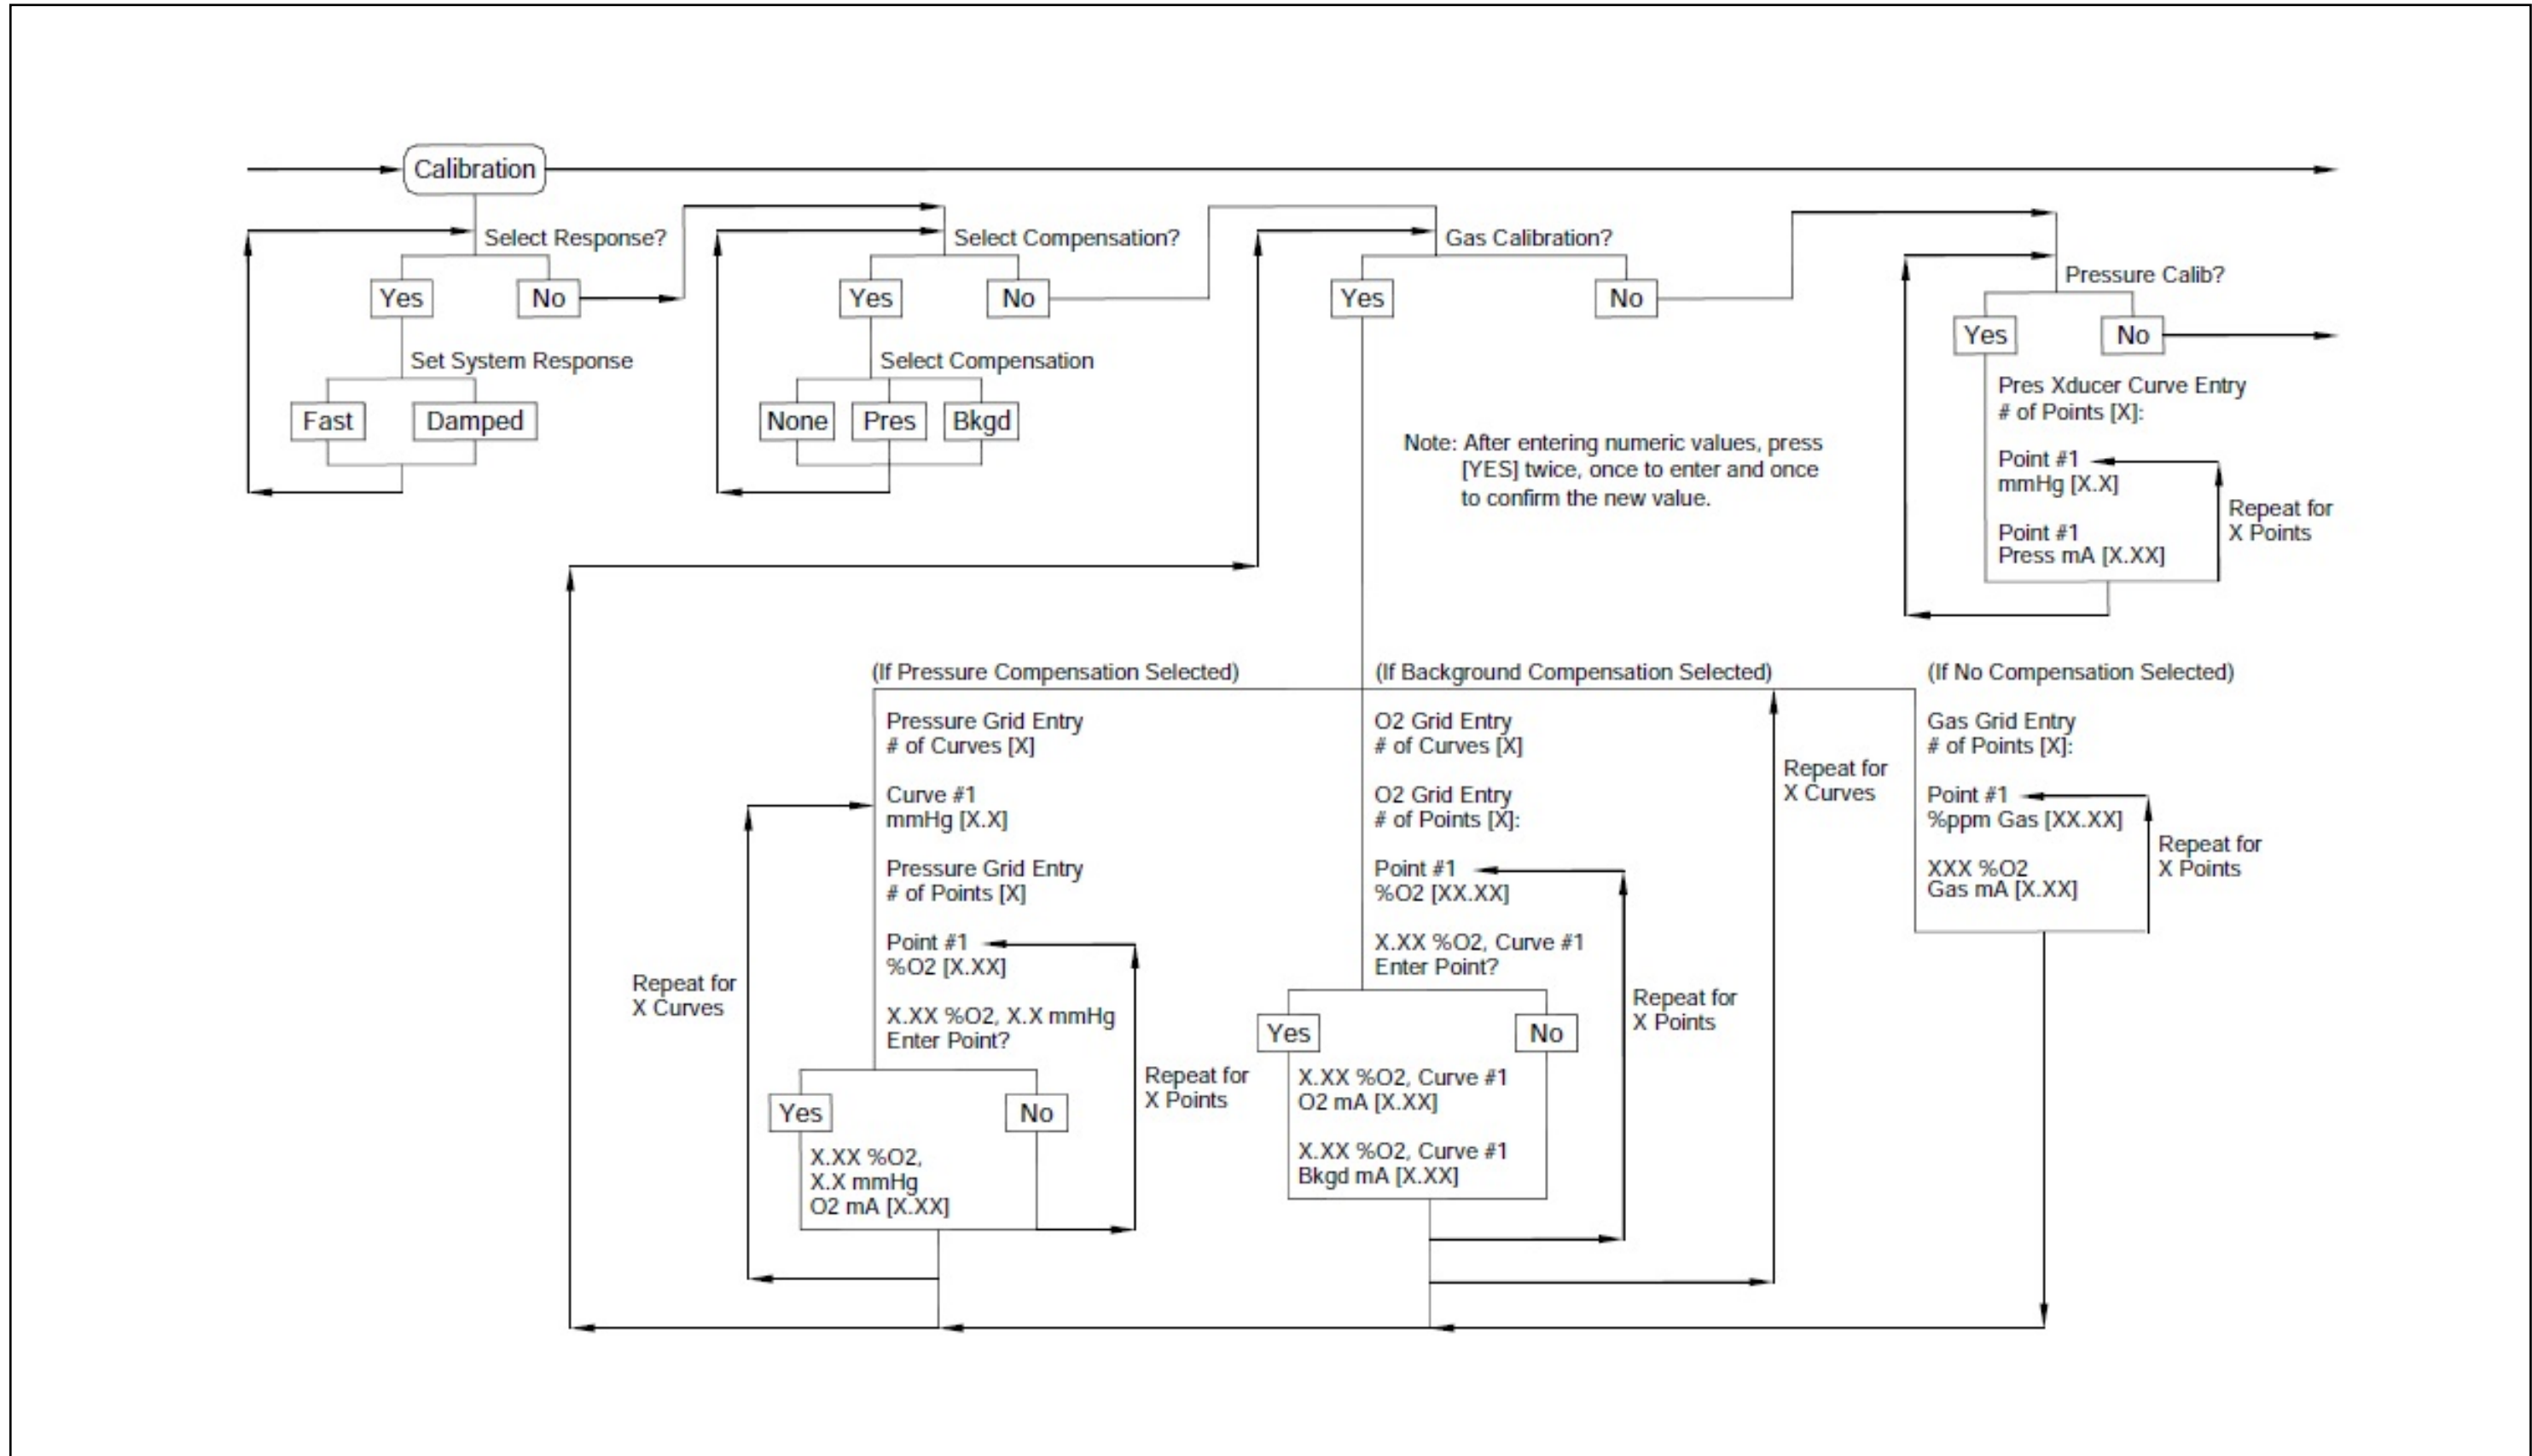 Calibration
Select Response?
Yes
No
Set System Response
Fast
Damped
Select Compensation?
Yes
No
Select Compensation
None
Pres
Bkgd
Gas Calibration?
Yes
No
Note: After entering numeric values, press
[YES] twice, once to enter and once
to confirm the new value.
Pressure Calib?
Yes
No
Pres Xducer Curve Entry
# of Points [X]:
Point #1
mmHg [X.X]
Point #1
Press mA [X.XX]
Repeat for
X Points
(If Pressure Compensation Selected)
Pressure Grid Entry
# of Curves [X]
Curve #1
mmHg [X.X]
Pressure Grid Entry
# of Points [X]
Point #1
%O2 [X.XX]
X.XX %O2, X.X mmHg
Enter Point?
Yes
No
X.XX %O2,
X.X mmHg
O2 mA [X.XX]
Repeat for
X Curves
Repeat for
X Points
(If Background Compensation Selected)
O2 Grid Entry
# of Curves [X]
O2 Grid Entry
# of Points [X]:
Point #1
%O2 [XX.XX]
X.XX %O2, Curve #1
Enter Point?
Yes
No
X.XX %O2, Curve #1
O2 mA [X.XX]
X.XX %O2, Curve #1
Bkgd mA [X.XX]
Repeat for
X Points
Repeat for
X Curves
(If No Compensation Selected)
Gas Grid Entry
# of Points [X]:
Point #1
%ppm Gas [XX.XX]
XXX %O2
Gas mA [X.XX]
Repeat for
X Points